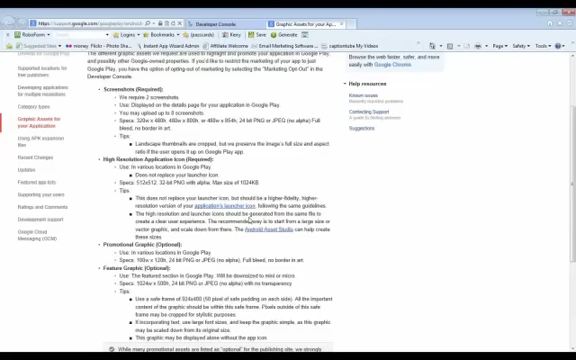 https://support.google.com/googleplay/android
Developer Console
Graphic Assets for your Ap...
RoboForm
Search
Logins
Bookmarks
(passcards)
Keny
Save
Generate
Suggested Sites
money
Flickr - Photo Sha...
Instant App Wizard Admin
Affiliate Welcome
Email Marketing Software ...
captiontube My Videos
Page
Safety
Tools
The different graphic assets we require
and possibly other Google-owned properties. If you'd like to restrict the marketing of your app to just
Google Play, you have the option of opting-out of marketing by selecting the "Marketing Opt-Out" in the
Developer Console.
Supported locations for
free publishers
Developing applications
for multiple resolutions
Category types
Graphic Assets for
your Application
Using APK expansion
files
Recent Changes
Updates
Featured app lists
Supporting your users
Ratings and Comments
Development support
Google Cloud
Messaging (GCM)
Screenshots (Required):
We require 2 screenshots.
Use: Displayed on the details page for your application in Google Play.
You may upload up to 8 screenshots.
Specs: 320w x 480h, 480w x 800h, or 480w x 854h; 24 bit PNG or JPEG (no alpha) Full
bleed, no border in art.
Tips:
Landscape thumbnails are cropped, but we preserve the image's full size and aspect
ratio if the user opens it up on Google Play app.
High Resolution Application Icon (Required):
Use: In various locations in Google Play.
Does not replace your launcher icon.
Specs: 512x512, 32-bit PNG with alpha; Max size of 1024KB
Tips:
This does not replace your launcher icon, but should be a higher-fidelity, higher-
resolution version of your application's launcher icon, following the same guidelines.
The high resolution and launcher icons should be generated from the same file to
create a clear user experience. The recommended way is to start from a large size or
vector graphic, and scale down from there. The Android Asset Studio can help create
these sizes.
Promotional Graphic (Optional):
Use: In various locations in Google Play.
Specs: 180w x 120h, 24 bit PNG or JPEG (no alpha), Full bleed, no border in art.
Feature Graphic (Optional):
Use: The featured section in Google Play. Will be downsized to mini or micro.
Specs: 1024w x 500h, 24 bit PNG or JPEG (no alpha) with no transparency
Tips:
Use a safe frame of 924x400 (50 pixel of safe padding on each side). All the important
content of the graphic should be within this safe frame. Pixels outside of this safe
frame may be cropped for stylistic purposes.
If incorporating text, use large font sizes, and keep the graphic simple, as this graphic
may be scaled down from its original size.
This graphic may be displayed alone without the app icon.
While many promotional assets are listed as "optional" for the publishing site, we strongly
Browse the web faster, safer, and more
easily with Google Chrome
Help resources
Known issues
Recently reported problems
Contacting Support
Suggestions